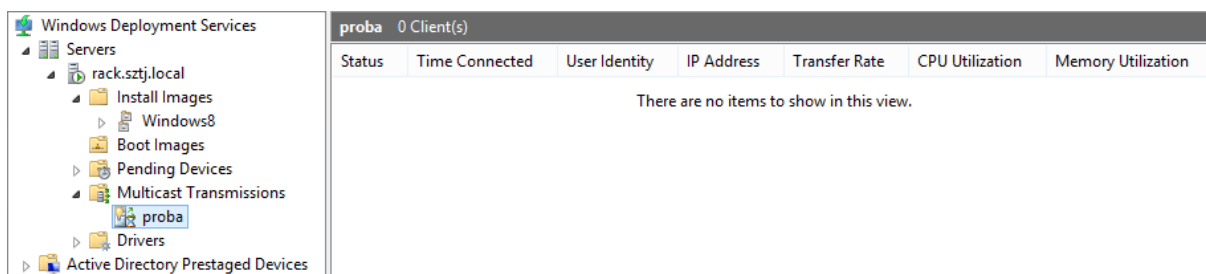 Windows Deployment Services
Servers
rack.sztj.local
Install Images
Windows8
Boot Images
Pending Devices
Multicast Transmissions
proba
Drivers
Active Directory Prestaged Devices
proba 0 Client(s)
Status Time Connected User Identity IP Address Transfer Rate CPU Utilization Memory Utilization
There are no items to show in this view.